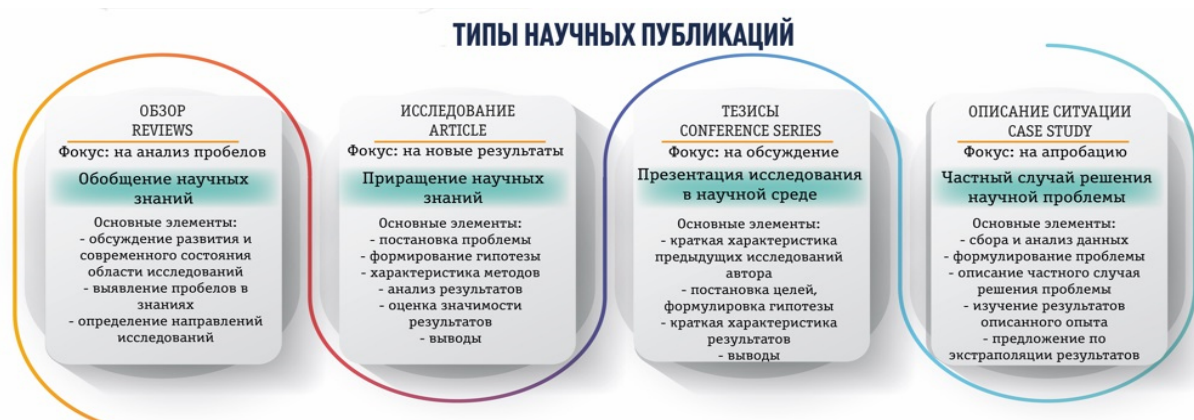 ТИПЫ НАУЧНЫХ ПУБЛИКАЦИЙ
ОБЗОР
REVIEWS
Фокус: на анализ пробелов
Обобщение научных
знаний
Основные элементы:
- обсуждение развития и
современного состояния
области исследований
- выявление пробелов в
знаниях
- определение направлений
исследований
ИССЛЕДОВАНИЕ
ARTICLE
Фокус: на новые результаты
Приращение научных
знаний
Основные элементы:
- постановка проблемы
- формирование гипотезы
- характеристика методов
- анализ результатов
- оценка значимости
результатов
- выводы
ТЕЗИСЫ
CONFERENCE SERIES
Фокус: на обсуждение
Презентация исследования
в научной среде
Основные элементы:
- краткая характеристика
предыдущих исследований
автора
- постановка целей,
формулировка гипотезы
- краткая характеристика
результатов
- выводы
ОПИСАНИЕ СИТУАЦИИ
CASE STUDY
Фокус: на апробацию
Частный случай решения
научной проблемы
Основные элементы:
- сбора и анализ данных
- формулирование проблемы
- описание частного случая
решения проблемы
- изучение результатов
описанного опыта
- предложение по
экстраполяции результатов